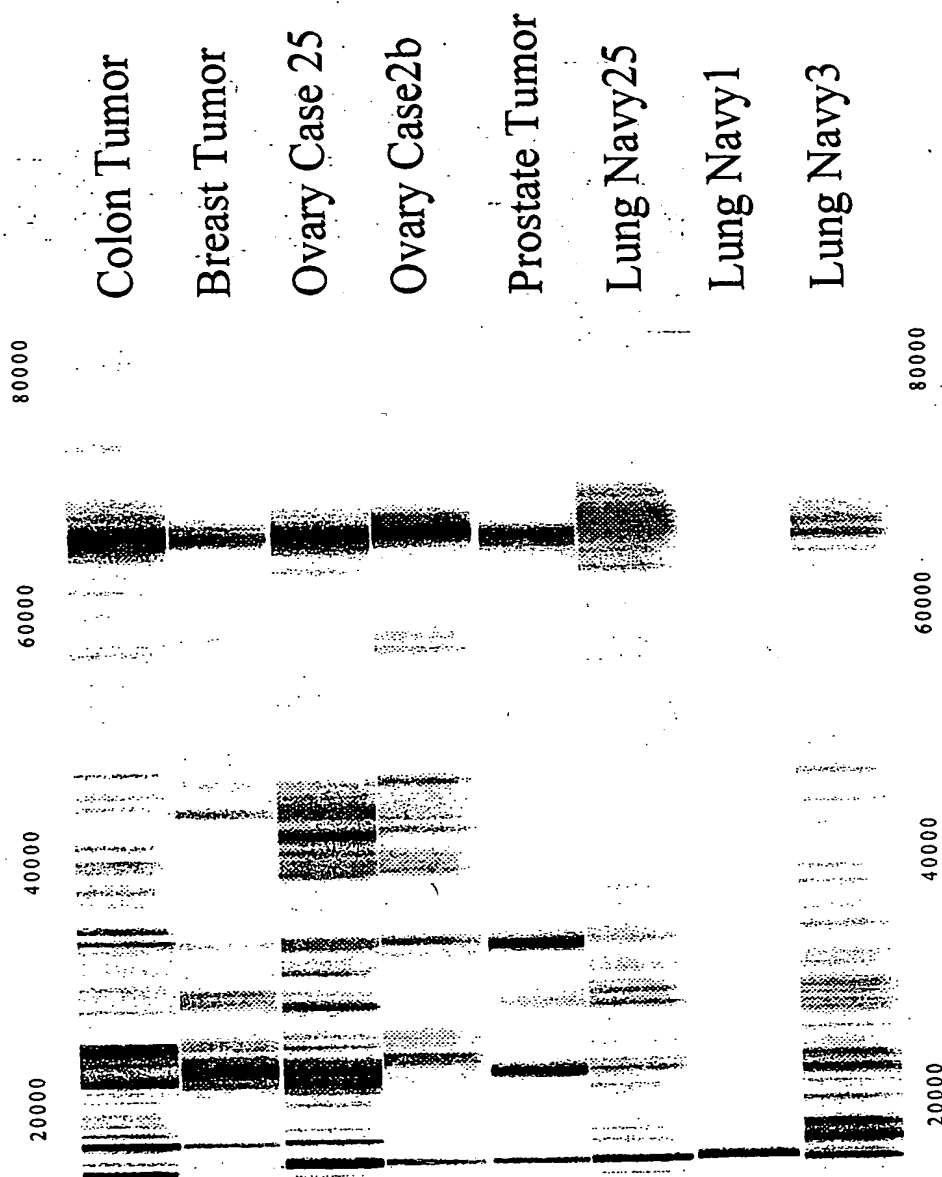 Colon Tumor
Breast Tumor
Ovary Case 25
Ovary Case2b
Prostate Tumor
Lung Navy25
Lung Navy1
Lung Navy3
80000
80000
60000
60000
40000
40000
20000
20000